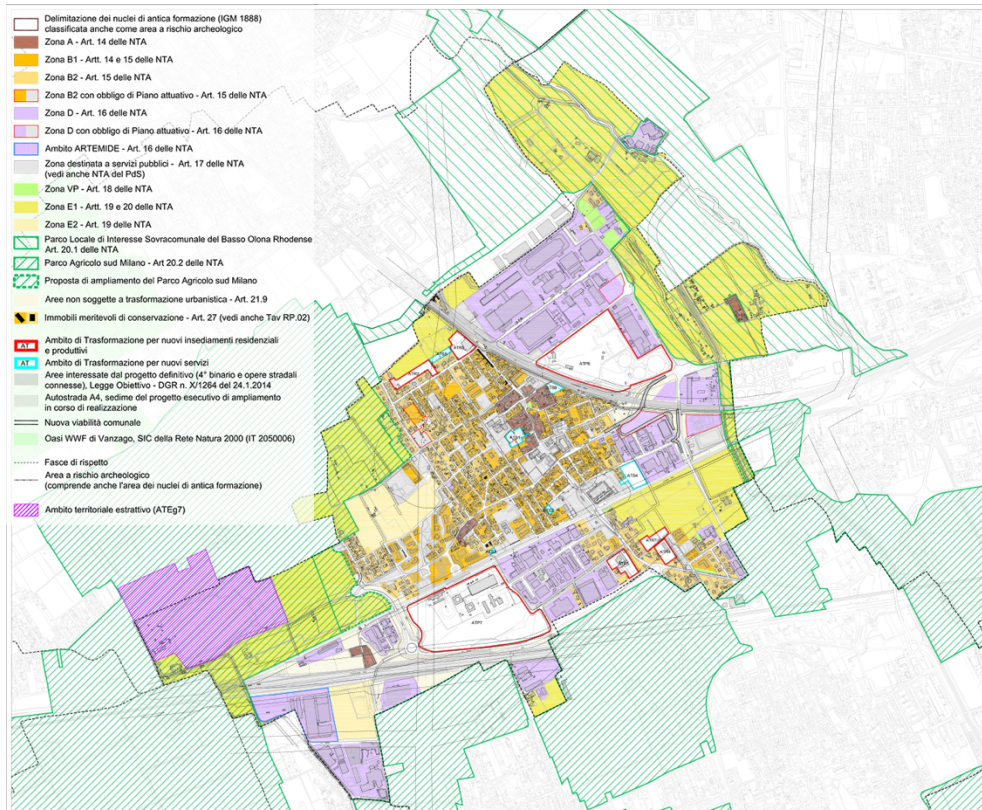 Delimitazione dei nuclei di antica formazione (IGM 1888)
classificata anche come area a rischio archeologico
Zona A - Art. 14 delle NTA
Zona B1 - Artt. 14 e 15 delle NTA
Zona B2 - Art. 15 delle NTA
Zona B2 con obbligo di Piano attuativo - Art. 15 delle NTA
Zona D - Art. 16 delle NTA
Zona D con obbligo di Piano attuativo - Art. 16 delle NTA
Ambito ARTEMIDE - Art. 16 delle NTA
Zona destinata a servizi pubblici - Art. 17 delle NTA
(vedi anche NTA del PdS)
Zona VP - Art. 18 delle NTA
Zona E1 - Artt. 19 e 20 delle NTA
Zona E2 - Art. 19 delle NTA
Parco Locale di Interesse Sovracomunale del Basso Olona Rhodense
Art. 20.1 delle NTA
Parco Agricolo sud Milano - Art 20.2 delle NTA
Proposta di ampliamento del Parco Agricolo sud Milano
Aree non soggette a trasformazione urbanistica - Art. 21.9
Immobili meritevoli di conservazione - Art. 27 (vedi anche Tav RP.02)
AT Ambito di Trasformazione per nuovi insediamenti residenziali
e produttivi
AT Ambito di Trasformazione per nuovi servizi
Aree interessate dal progetto definitivo (4° binario e opere stradali
connesse), Legge Obiettivo - DGR n. X/1264 del 24.1.2014
Autostrada A4, sedime del progetto esecutivo di ampliamento
in corso di realizzazione
Nuova viabilità comunale
Oasi WWF di Vanzago, SIC della Rete Natura 2000 (IT 2050006)
Fasce di rispetto
Area a rischio archeologico
(comprende anche l'area dei nuclei di antica formazione)
Ambito territoriale estrattivo (ATEg7)